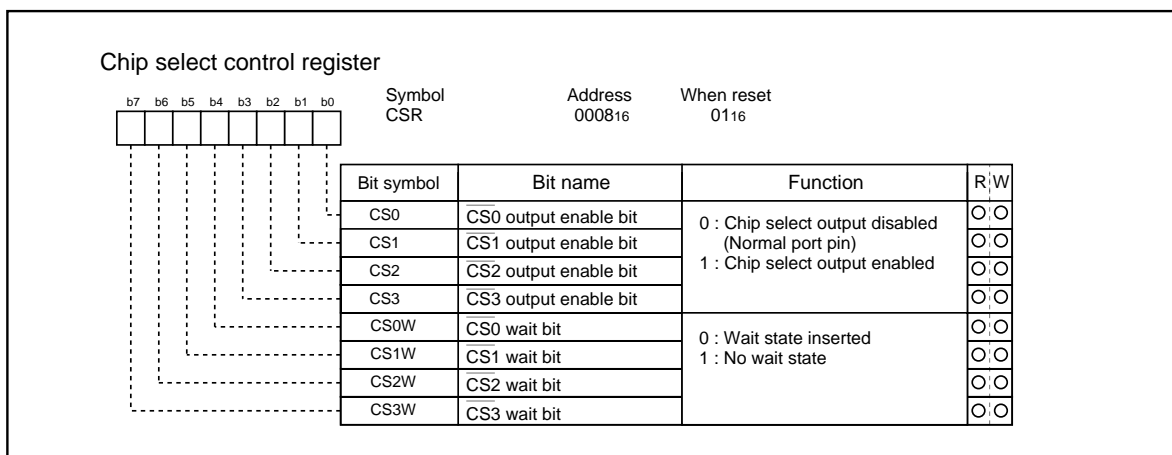 Chip select control register
b7 b6 b5 b4 b3 b2 b1 b0
Symbol Address When reset
CSR 000816 0116
Bit symbol Bit name Function R W
CS0 CS0 output enable bit
CS1 CS1 output enable bit
CS2 CS2 output enable bit
CS3 CS3 output enable bit
0 : Chip select output disabled
(Normal port pin)
1 : Chip select output enabled
CS0W CS0 wait bit
CS1W CS1 wait bit
CS2W CS2 wait bit
CS3W CS3 wait bit
0 : Wait state inserted
1 : No wait state